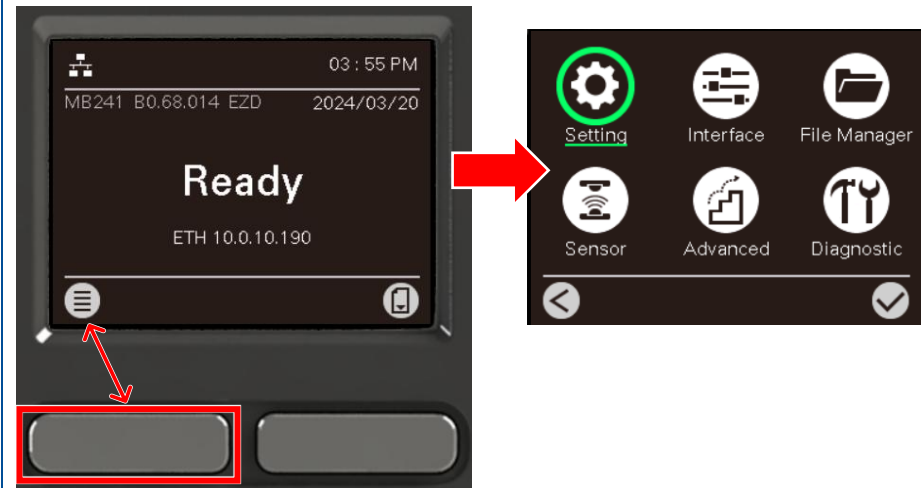 03 : 55 PM
MB241 B0.68.014 EZD 2024/03/20
Ready
ETH 10.0.10.190
Setting Interface File Manager
Sensor Advanced Diagnostic